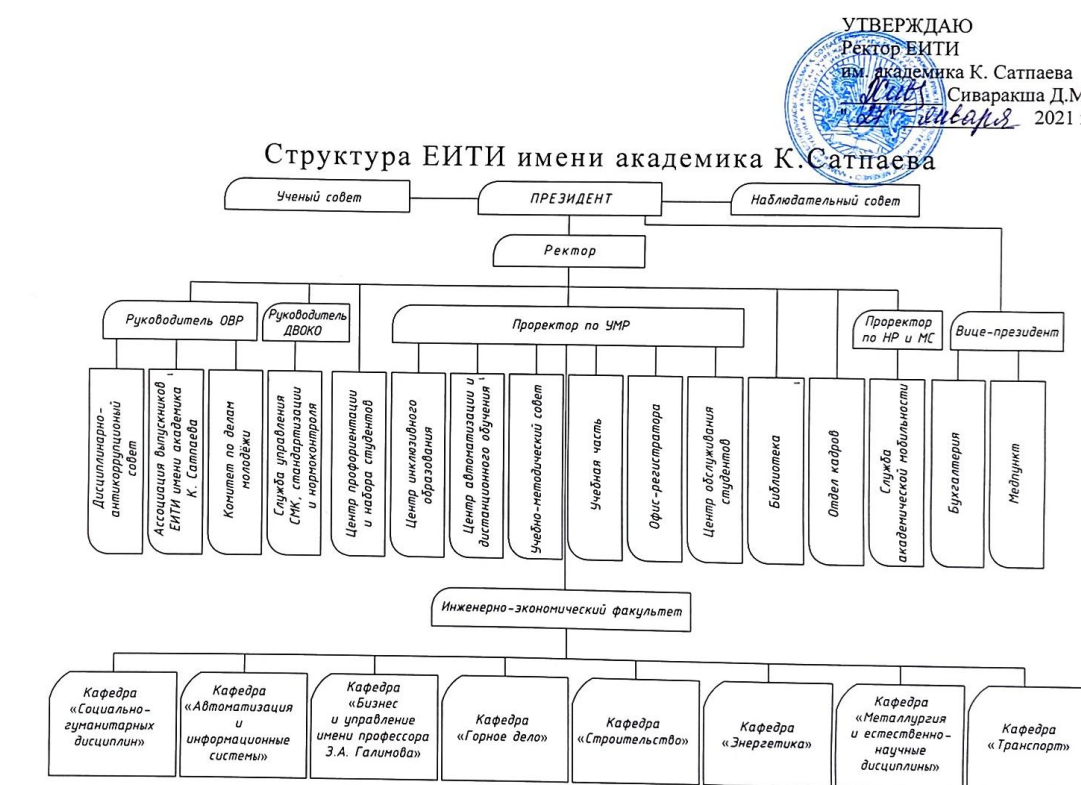 УТВЕРЖДАЮ
Ректор ЕИТИ
им. академика К. Сатпаева
Сиваракша Д.М
"27" января 2021
Структура ЕИТИ имени академика К.Сатпаева
Ученый совет
ПРЕЗИДЕНТ
Наблюдательный совет
Ректор
Руководитель ОВР
Руководитель
ДВОКО
Проректор по УМР
Проректор
по НР и МС
Вице-президент
Дисциплинарно-
антикоррупционый
совет
Ассоциация выпускников
ЕИТИ имени академика
К. Сатпаева
Комитет по делам
молодёжи
Служба управления
СМК, стандартизации
и нормоконтроля
Центр профориентации
и набора студентов
Центр инклюзивного
образования
Центр автоматизации и
дистанционного обучения
Учебно-методический совет
Учебная часть
Офис-регистратора
Центр обслуживания
студентов
Библиотека
Отдел кадров
Служба
академической мобильности
Бухгалтерия
Медпункт
Инженерно-экономический факультет
Кафедра
«Социально-
гуманитарных
дисциплин»
Кафедра
«Автоматизация
и
информационные
системы»
Кафедра
«Бизнес
и управление
имени профессора
З.А. Галимова»
Кафедра
«Горное дело»
Кафедра
«Строительство»
Кафедра
«Энергетика»
Кафедра
«Металлургия
и естественно-
научные
дисциплины»
Кафедра
«Транспорт»